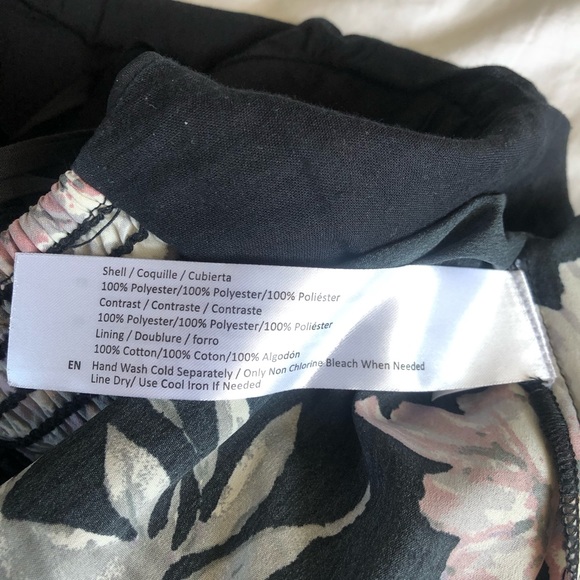 Shell / Coquille / Cubierta
100% Polyester/100% Polyester/100% Poliéster
Contrast / Contraste / Contraste
100% Polyester/100% Polyester/100% Poliéster
Lining / Doublure / forro
100% Cotton/100% Coton/100% Algodón
EN Hand Wash Cold Separately / Only Non Chlorine Bleach When Needed
Line Dry/ Use Cool Iron If Needed